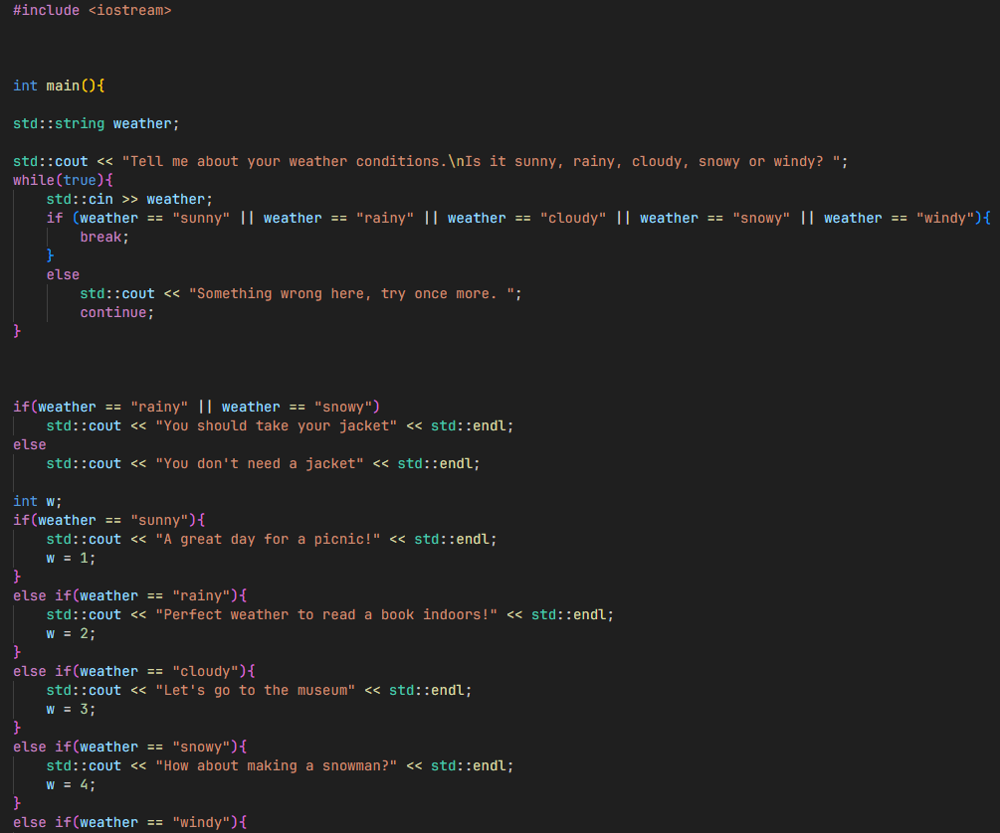 #include <iostream>
int main(){
std::string weather;
std::cout << "Tell me about your weather conditions.\nIs it sunny, rainy, cloudy, snowy or windy? ";
while(true){
    std::cin >> weather;
    if (weather == "sunny" || weather == "rainy" || weather == "cloudy" || weather == "snowy" || weather == "windy"){
        break;
    }
    else
        std::cout << "Something wrong here, try once more. ";
        continue;
}
if(weather == "rainy" || weather == "snowy")
    std::cout << "You should take your jacket" << std::endl;
else
    std::cout << "You don't need a jacket" << std::endl;
int w;
if(weather == "sunny"){
    std::cout << "A great day for a picnic!" << std::endl;
    w = 1;
}
else if(weather == "rainy"){
    std::cout << "Perfect weather to read a book indoors!" << std::endl;
    w = 2;
}
else if(weather == "cloudy"){
    std::cout << "Let's go to the museum" << std::endl;
    w = 3;
}
else if(weather == "snowy"){
    std::cout << "How about making a snowman?" << std::endl;
    w = 4;
}
else if(weather == "windy"){